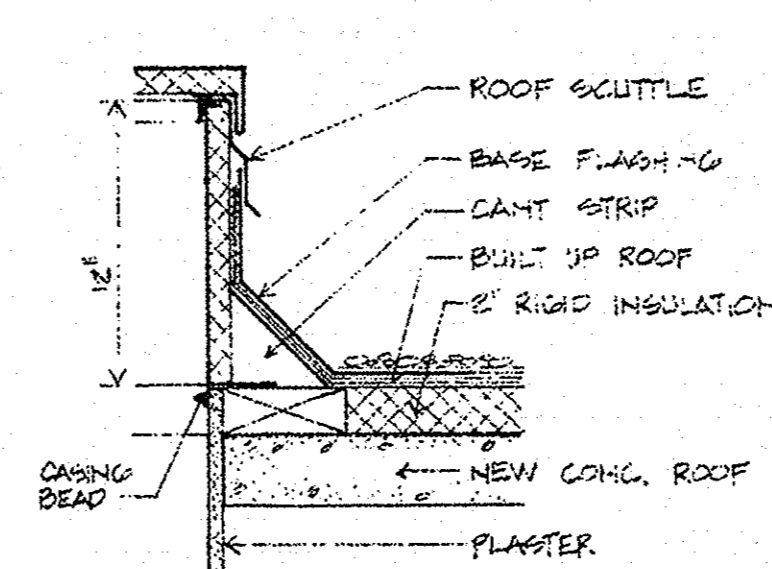 ROOF SCUTTLE
BASE FLASHING
CANT STRIP
BUILT UP ROOF
2" RIGID INSULATION
12"
CASING
BEAD
NEW CONC. ROOF
PLASTER